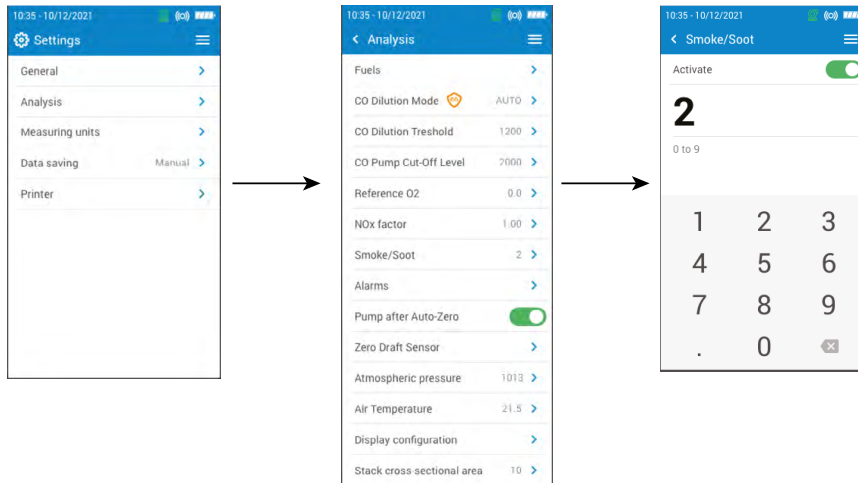 10:35 - 10/12/2021
Settings
General
Analysis
Measuring units
Data saving Manual
Printer
10:35 - 10/12/2021
Analysis
Fuels
CO Dilution Mode AUTO
CO Dilution Treshold 1200
CO Pump Cut-Off Level 2000
Reference O2 0.0
NOx factor 1.00
Smoke/Soot 2
Alarms
Pump after Auto-Zero
Zero Draft Sensor
Atmospheric pressure 1013
Air Temperature 21.5
Display configuration
Stack cross sectional area 10
10:35 - 10/12/2021
Smoke/Soot
Activate
2
0 to 9
1 2 3
4 5 6
7 8 9
. 0